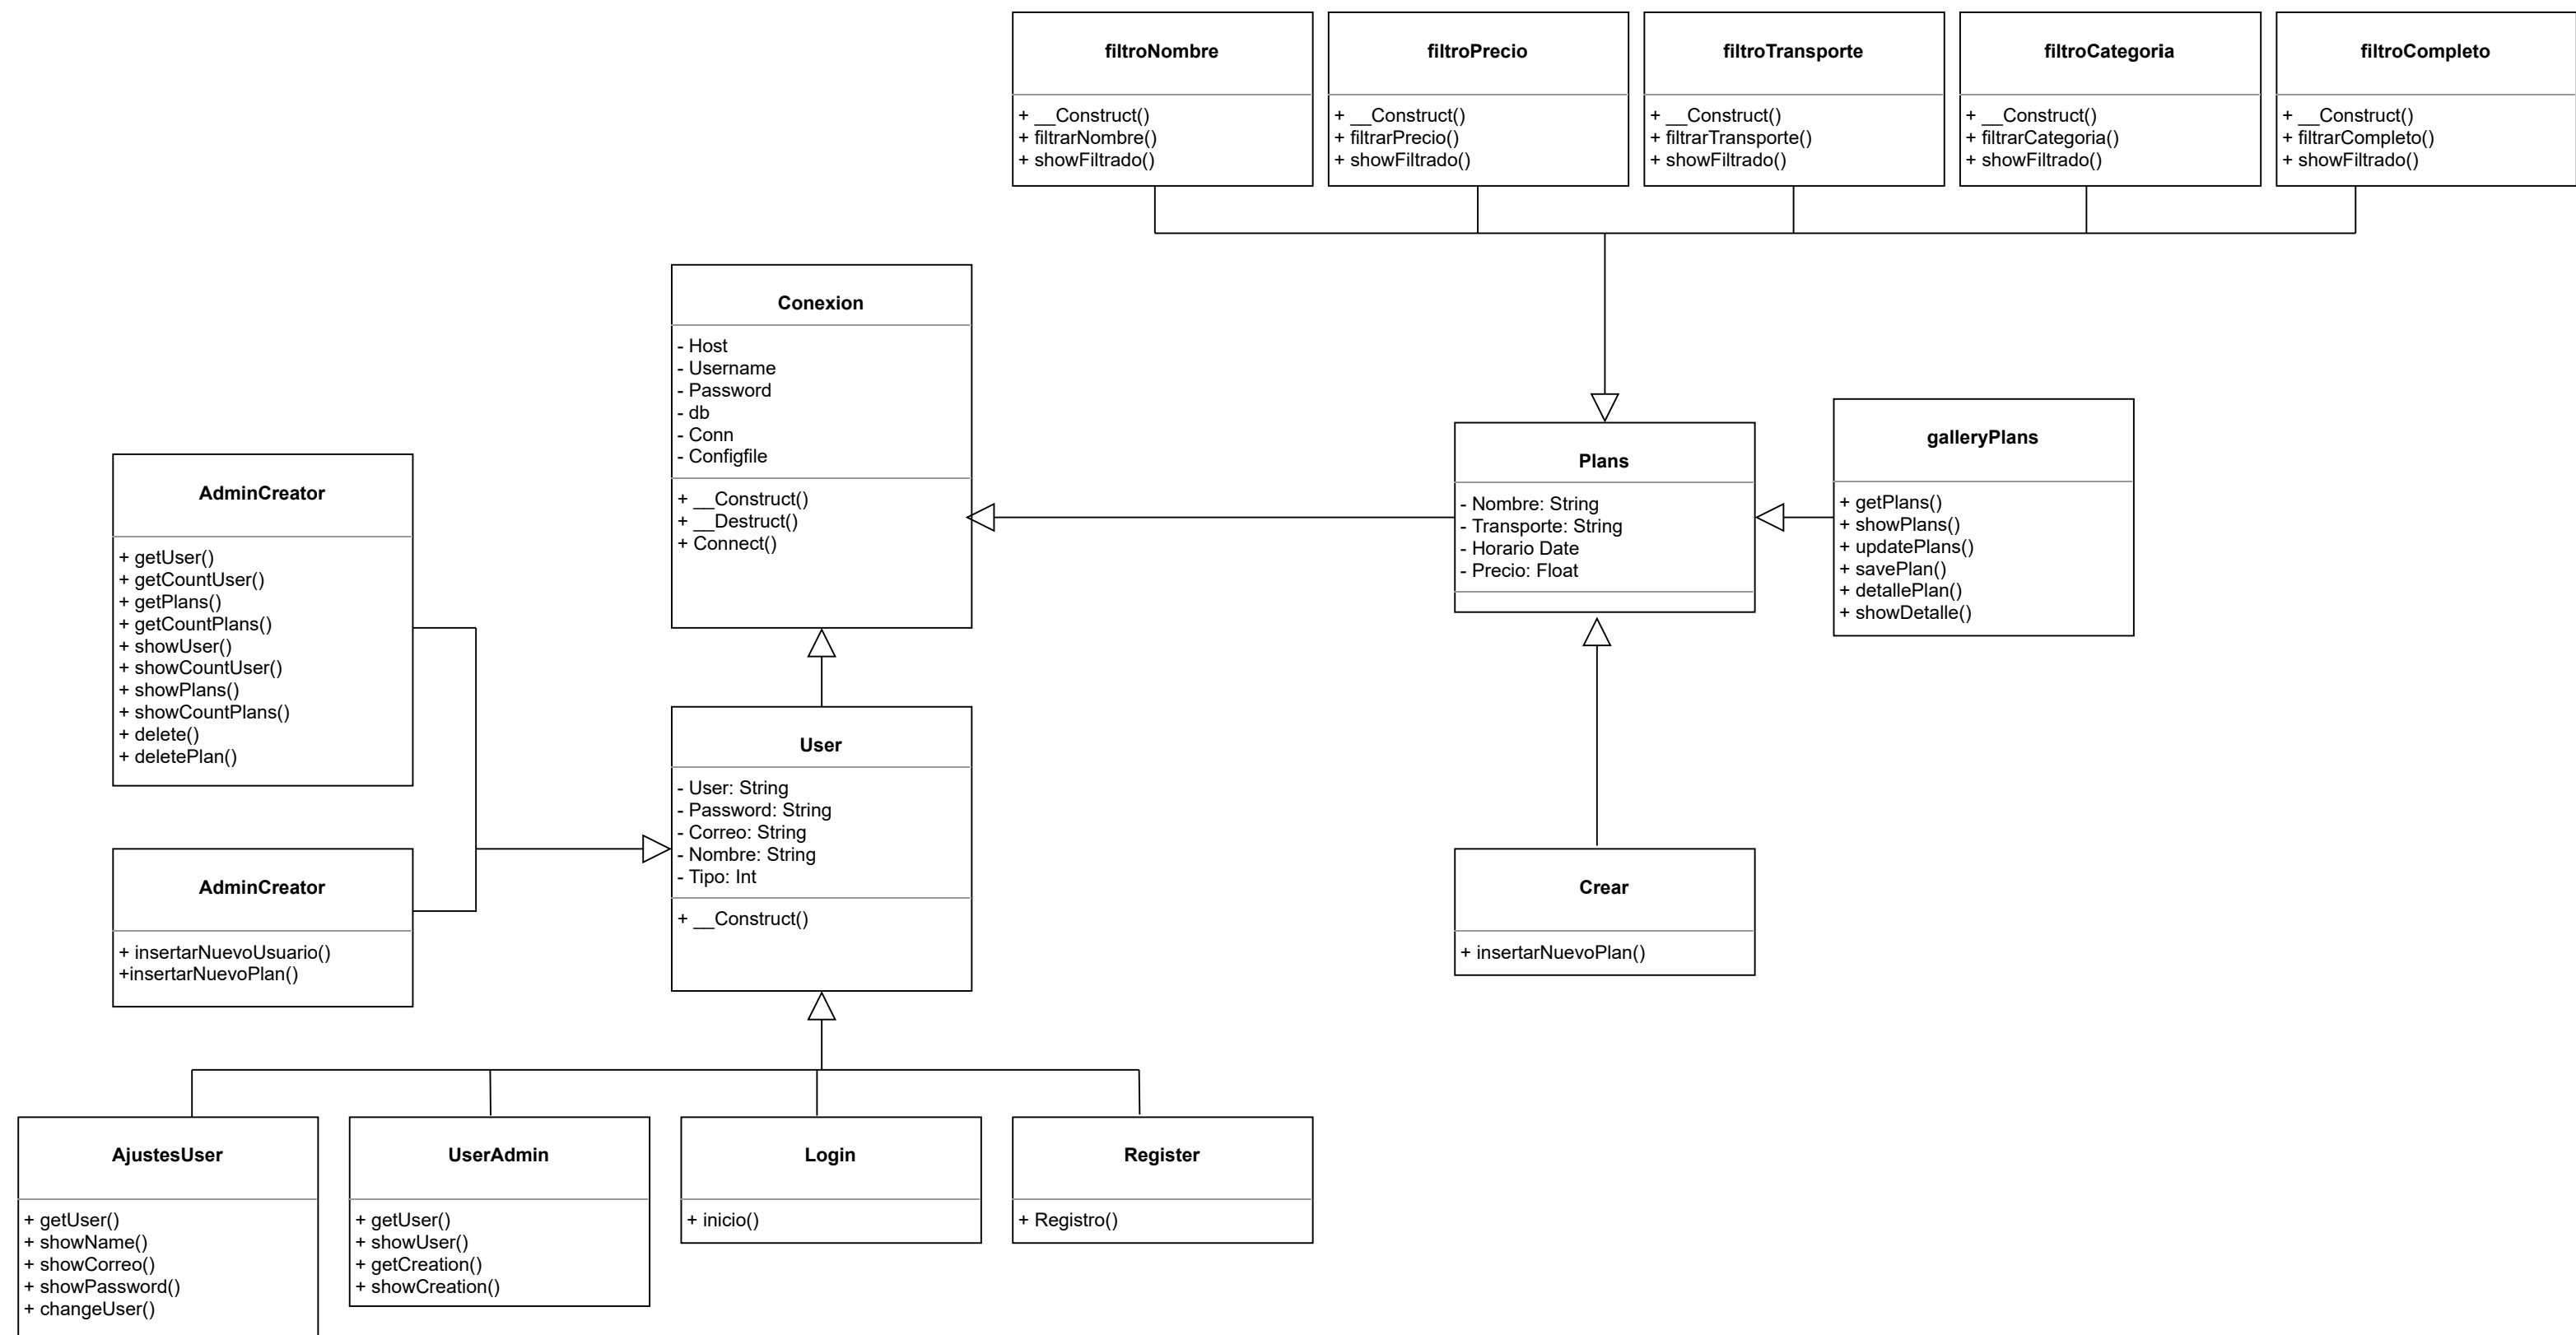 filtroNombre
+ __Construct()
+ filtrarNombre()
+ showFiltrado()
filtroPrecio
+ __Construct()
+ filtrarPrecio()
+ showFiltrado()
filtroTransporte
+ __Construct()
+ filtrarTransporte()
+ showFiltrado()
filtroCategoria
+ __Construct()
+ filtrarCategoria()
+ showFiltrado()
filtroCompleto
+ __Construct()
+ filtrarCompleto()
+ showFiltrado()
Conexion
- Host
- Username
- Password
- db
- Conn
- Configfile
+ __Construct()
+ __Destruct()
+ Connect()
Plans
- Nombre: String
- Transporte: String
- Horario Date
- Precio: Float
galleryPlans
+ getPlans()
+ showPlans()
+ updatePlans()
+ savePlan()
+ detallePlan()
+ showDetalle()
AdminCreator
+ getUser()
+ getCountUser()
+ getPlans()
+ getCountPlans()
+ showUser()
+ showCountUser()
+ showPlans()
+ showCountPlans()
+ delete()
+ deletePlan()
User
- User: String
- Password: String
- Correo: String
- Nombre: String
- Tipo: Int
+ __Construct()
AdminCreator
+ insertarNuevoUsuario()
+insertarNuevoPlan()
Crear
+ insertarNuevoPlan()
AjustesUser
+ getUser()
+ showName()
+ showCorreo()
+ showPassword()
+ changeUser()
UserAdmin
+ getUser()
+ showUser()
+ getCreation()
+ showCreation()
Login
+ inicio()
Register
+ Registro()